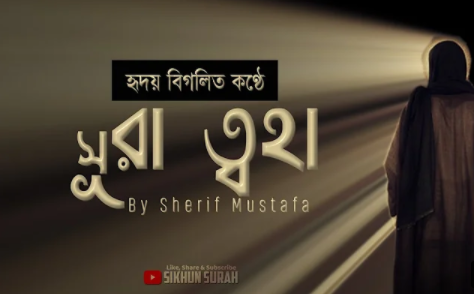 হৃদয় বিগলিত কণ্ঠে
সূরা ত্বহা
By Sherif Mustafa
Like, Share & Subscribe
SIKHUN SURAH